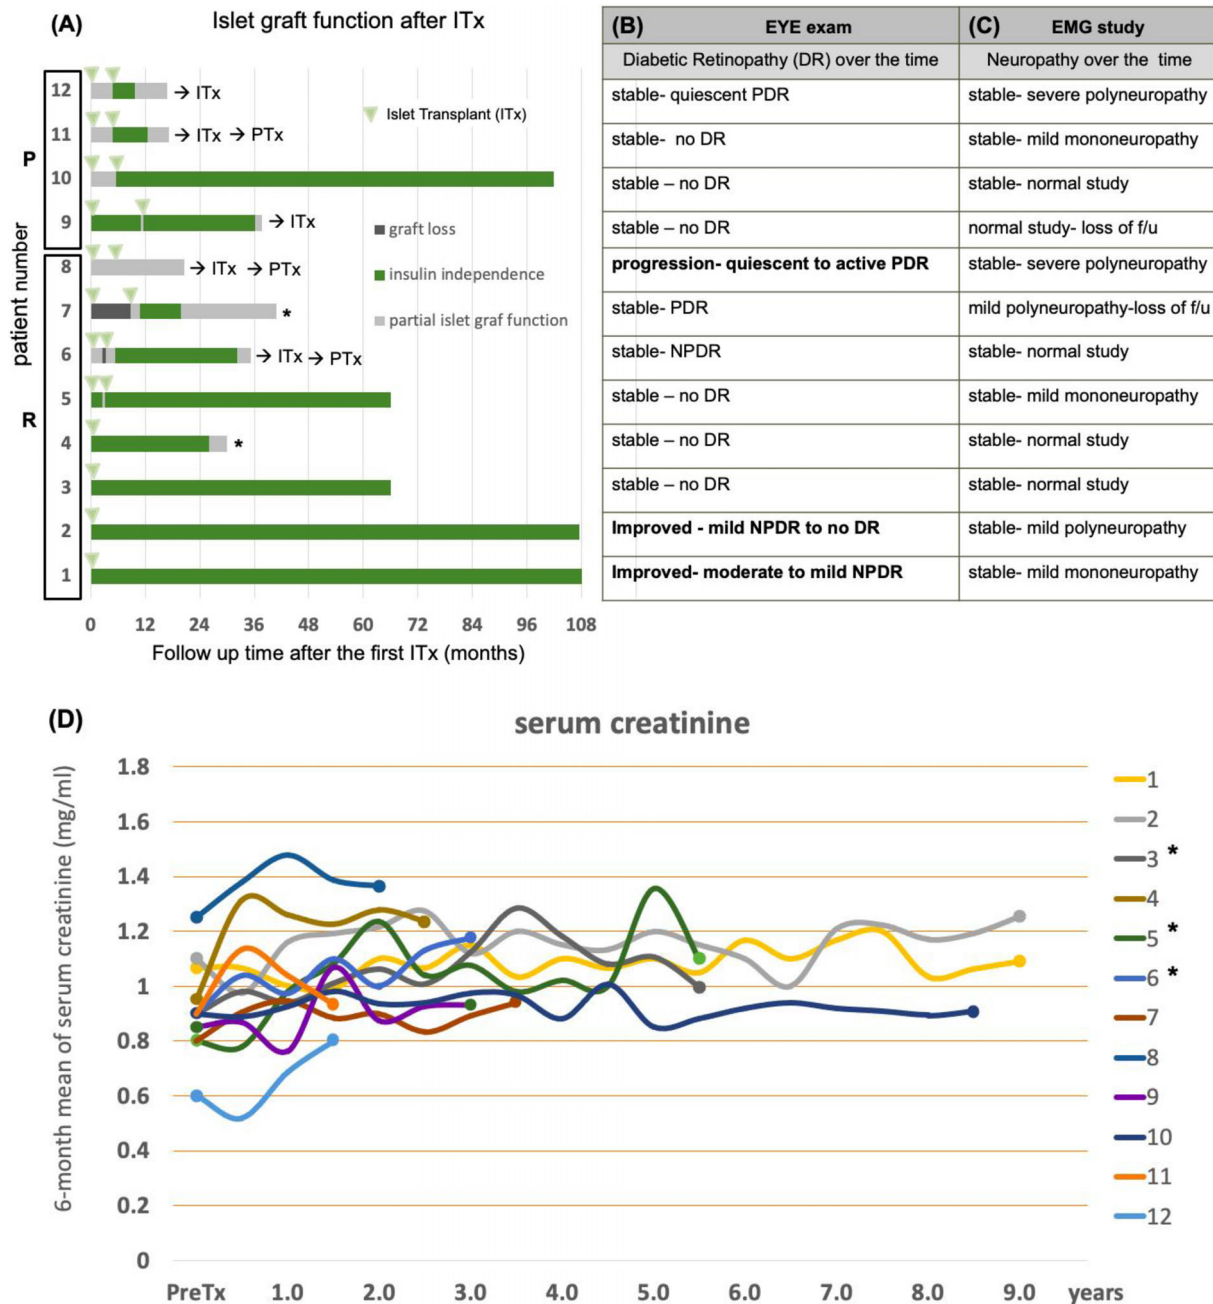 (A) Islet graft function after ITx
P
R
patient number
12 → ITx
11 → ITx → PTx
10
9 → ITx
8 → ITx → PTx
7 *
6 → ITx → PTx
5
4 *
3
2
1
Islet Transplant (ITx)
graft loss
insulin independence
partial islet graf function
0 12 24 36 48 60 72 84 96 108
Follow up time after the first ITx (months)
(B) EYE exam
Diabetic Retinopathy (DR) over the time
stable- quiescent PDR
stable- no DR
stable – no DR
stable – no DR
progression- quiescent to active PDR
stable- PDR
stable- NPDR
stable – no DR
stable – no DR
stable – no DR
Improved - mild NPDR to no DR
Improved- moderate to mild NPDR
(C) EMG study
Neuropathy over the time
stable- severe polyneuropathy
stable- mild mononeuropathy
stable- normal study
normal study- loss of f/u
stable- severe polyneuropathy
mild polyneuropathy-loss of f/u
stable- normal study
stable- mild mononeuropathy
stable- normal study
stable- normal study
stable- mild polyneuropathy
stable- mild mononeuropathy
(D) serum creatinine
6-month mean of serum creatinine (mg/ml)
1.8
1.6
1.4
1.2
1
0.8
0.6
0.4
0.2
0
PreTx 1.0 2.0 3.0 4.0 5.0 6.0 7.0 8.0 9.0 years
1
2
3 *
4
5 *
6 *
7
8
9
10
11
12